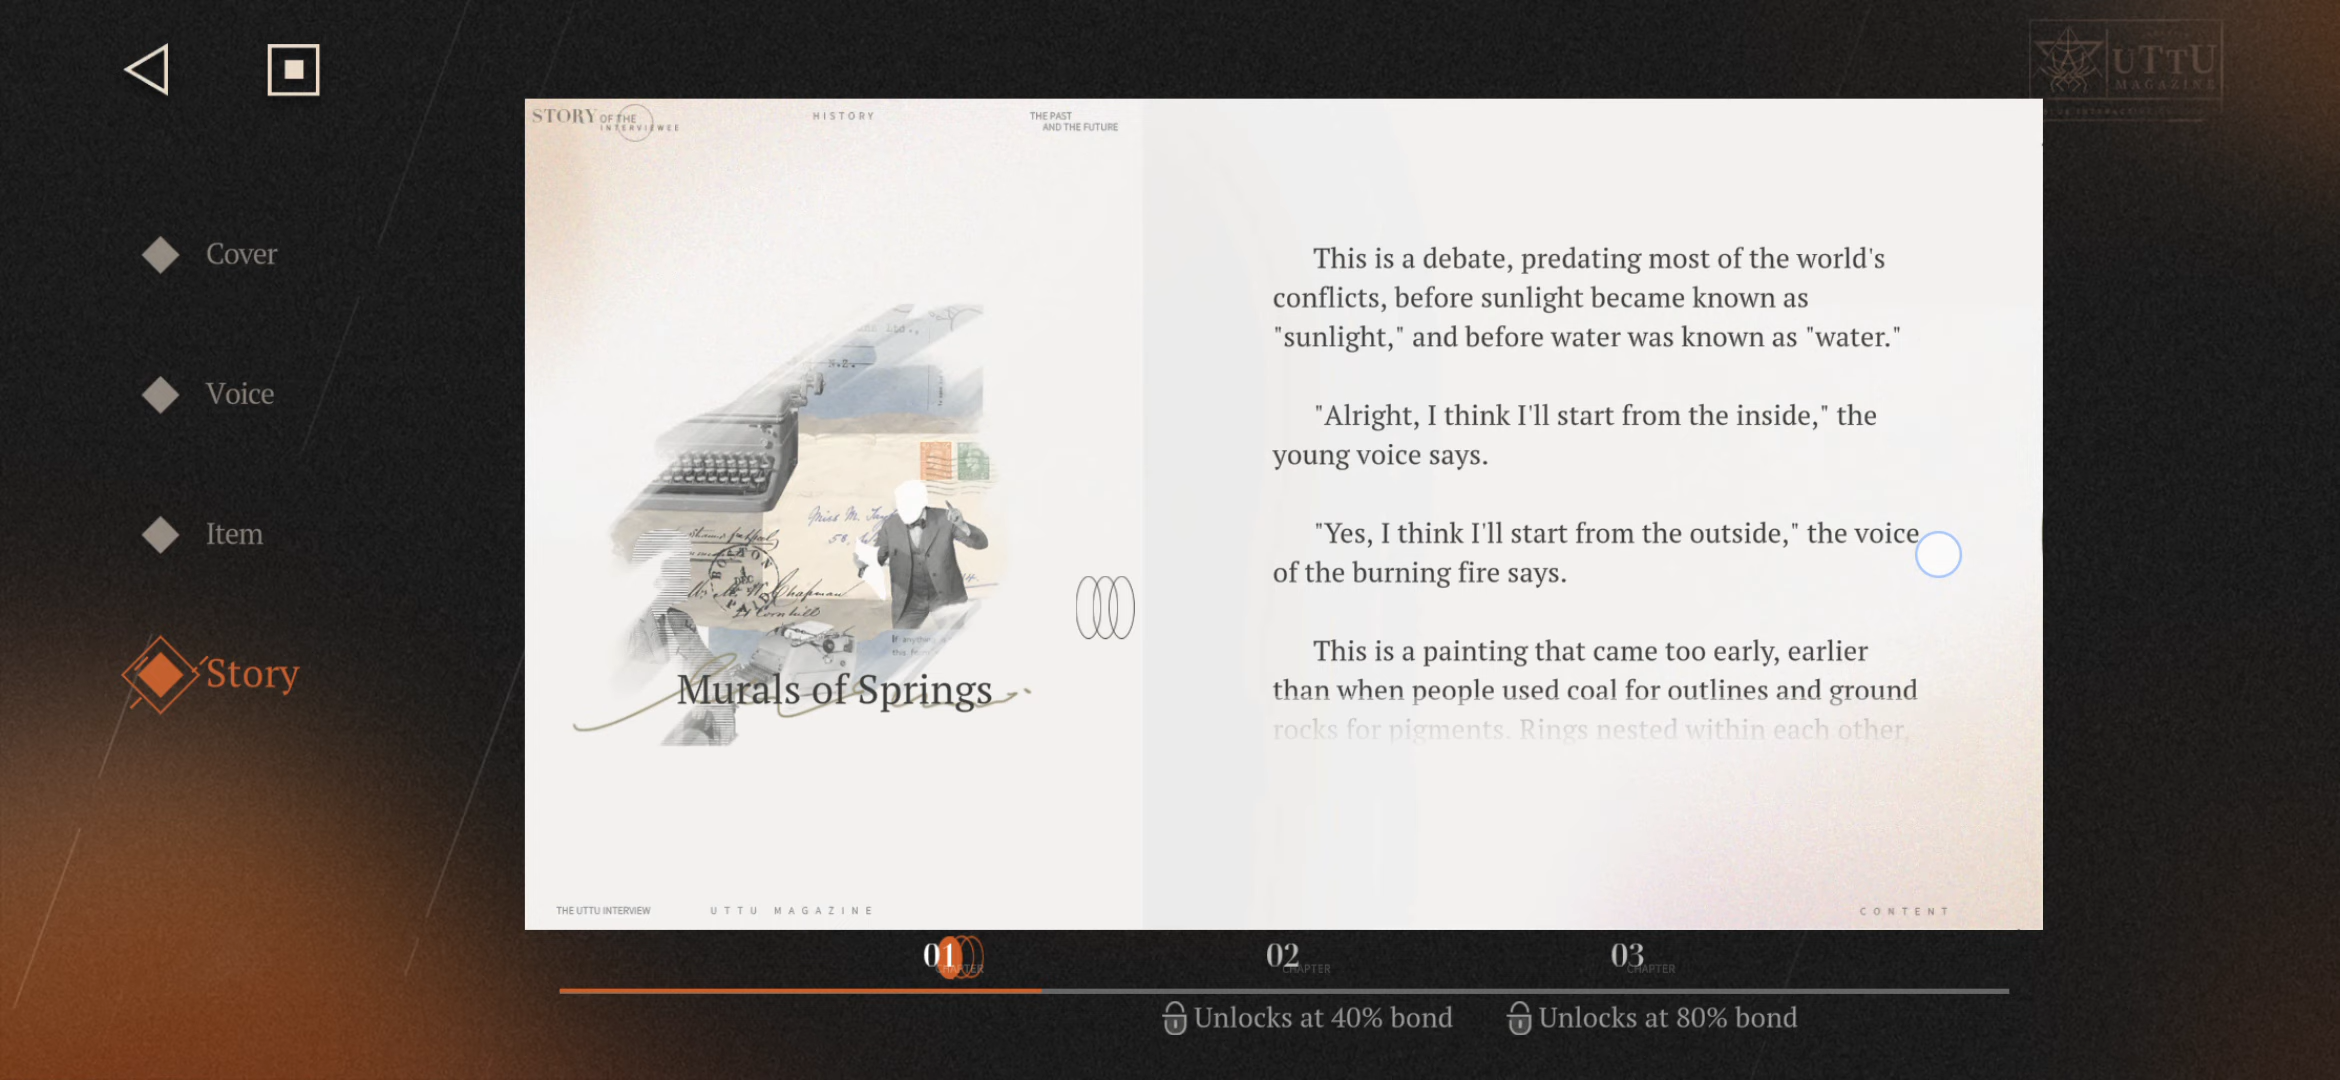 UTTU
MAGAZINE
STORY OF THE
INTERVIEWEE
HISTORY
THE PAST
AND THE FUTURE
Cover
Voice
Item
Story
Murals of Springs
This is a debate, predating most of the world's
conflicts, before sunlight became known as
"sunlight," and before water was known as "water."
"Alright, I think I'll start from the inside," the
young voice says.
"Yes, I think I'll start from the outside," the voice
of the burning fire says.
This is a painting that came too early, earlier
than when people used coal for outlines and ground
rocks for pigments. Rings nested within each other,
THE UTTU INTERVIEW
UTTU MAGAZINE
CONTENT
01 CHAPTER
02 CHAPTER
03 CHAPTER
Unlocks at 40% bond
Unlocks at 80% bond